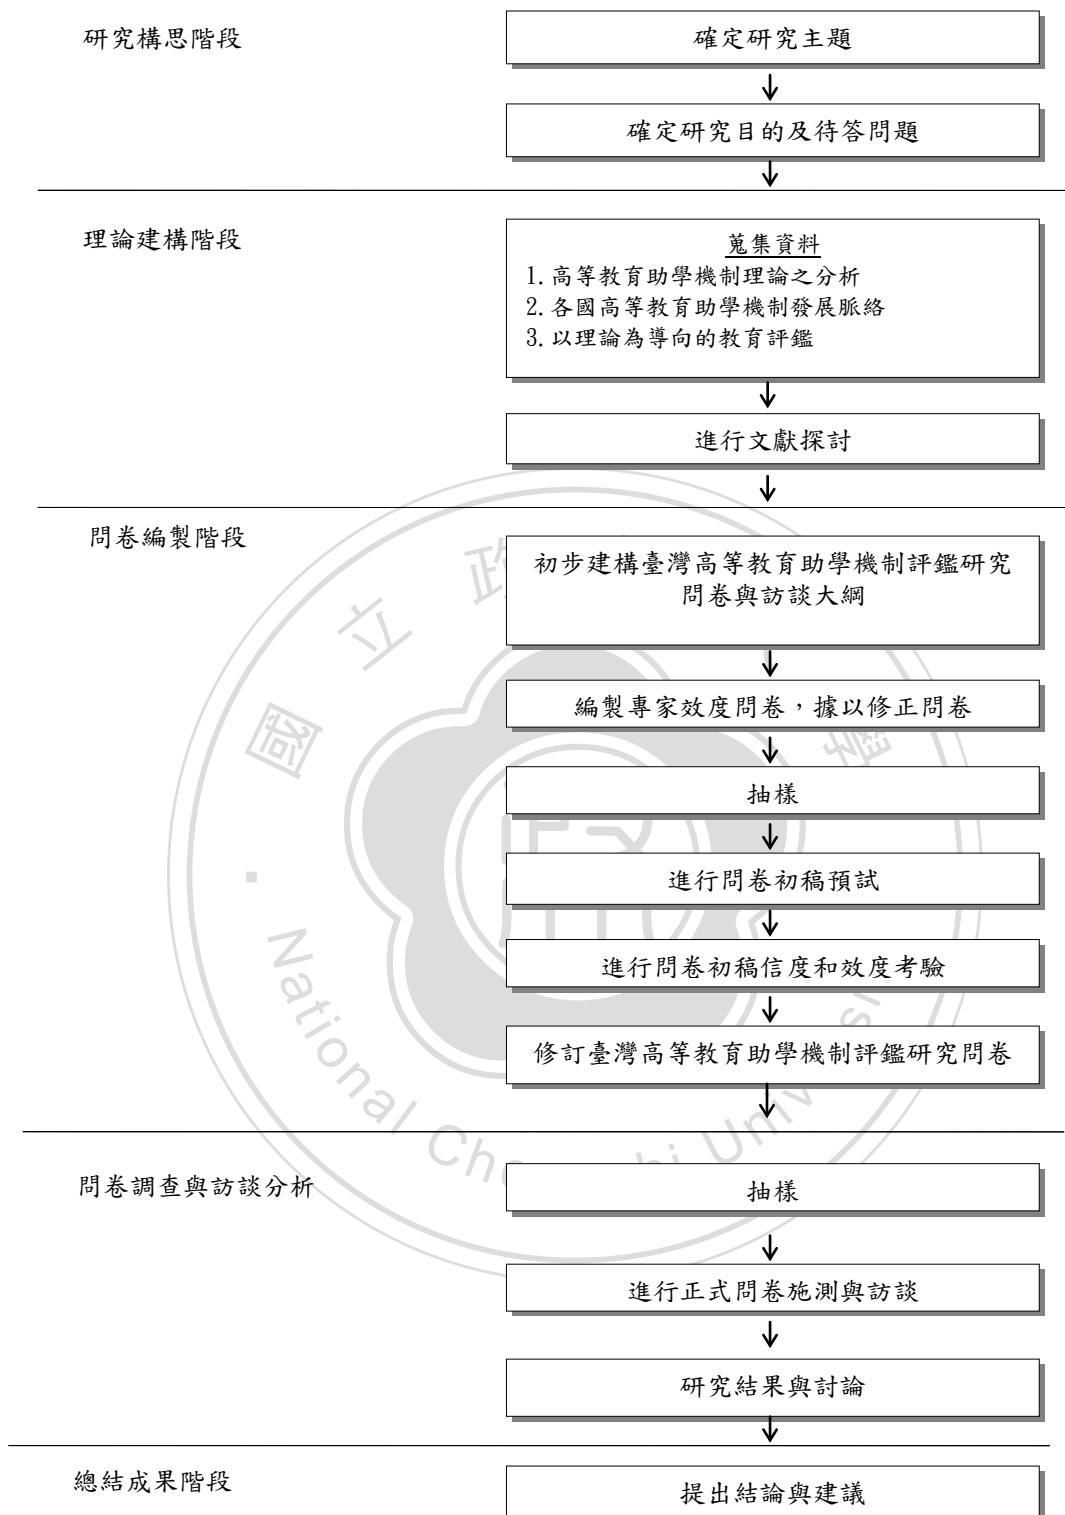 研究構思階段
確定研究主題
確定研究目的及待答問題
理論建構階段
蒐集資料
1.高等教育助學機制理論之分析
2.各國高等教育助學機制發展脈絡
3.以理論為導向的教育評鑑
進行文獻探討
問卷編製階段
初步建構臺灣高等教育助學機制評鑑研究
問卷與訪談大綱
編製專家效度問卷，據以修正問卷
抽樣
進行問卷初稿預試
進行問卷初稿信度和效度考驗
修訂臺灣高等教育助學機制評鑑研究問卷
問卷調查與訪談分析
抽樣
進行正式問卷施測與訪談
研究結果與討論
總結成果階段
提出結論與建議
國立政
National